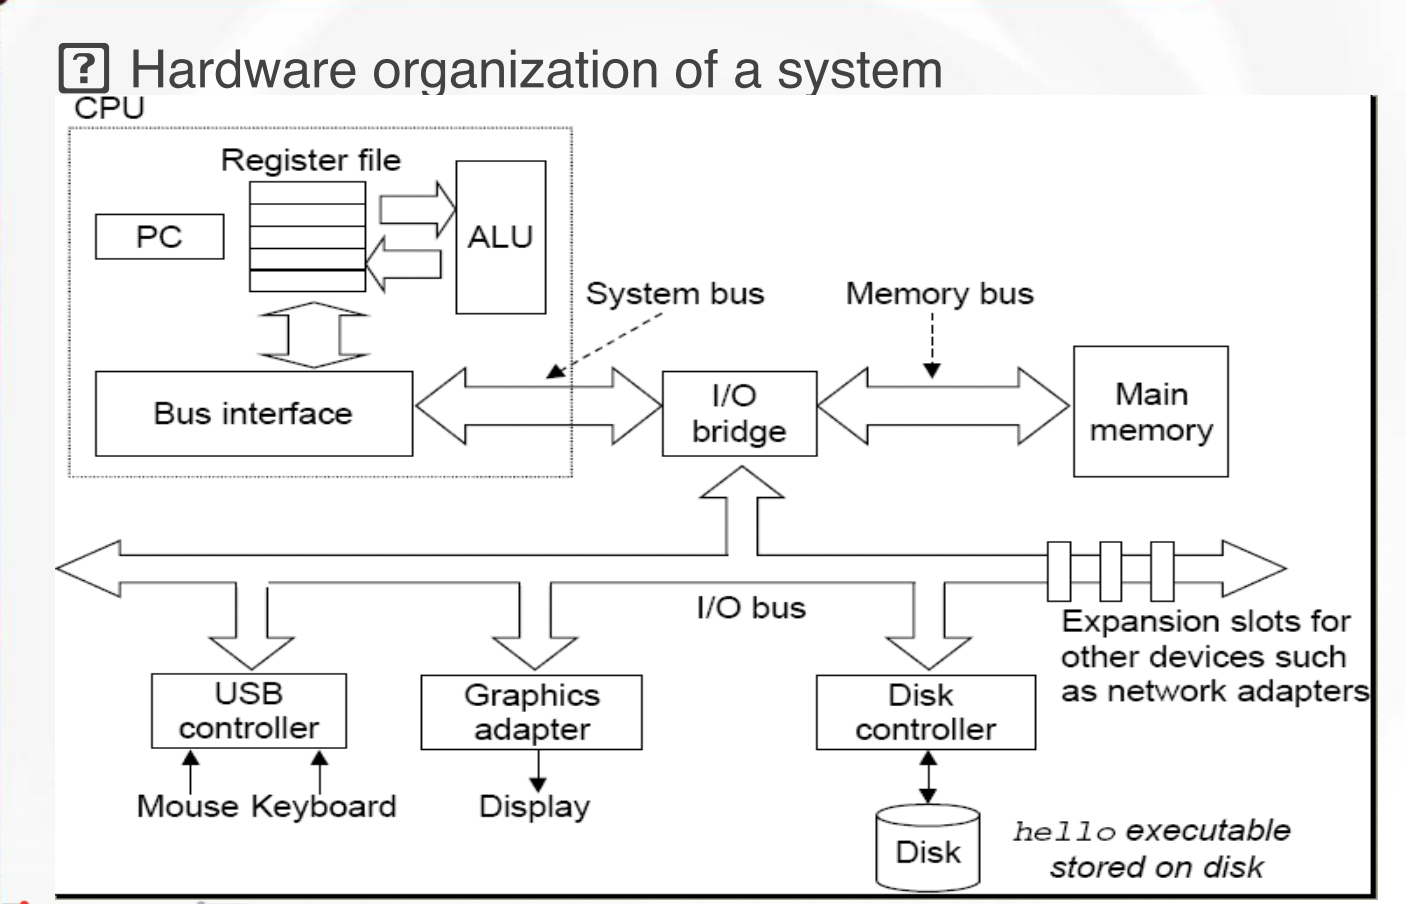 ? Hardware organization of a system
CPU
Register file
PC
ALU
System bus
Memory bus
Bus interface
I/O
bridge
Main
memory
I/O bus
Expansion slots for
other devices such
as network adapters
USB
controller
Graphics
adapter
Disk
controller
Mouse Keyboard
Display
Disk
hello executable
stored on disk